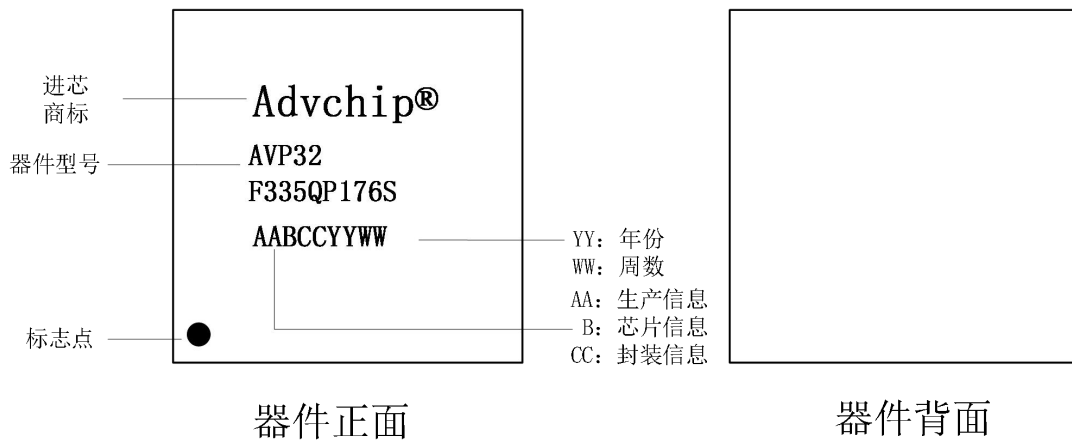 进芯
商标
Advchip®
器件型号
AVP32
F335QP176S
AABCCYYWW
YY: 年份
WW: 周数
AA: 生产信息
B: 芯片信息
CC: 封装信息
标志点
器件正面
器件背面